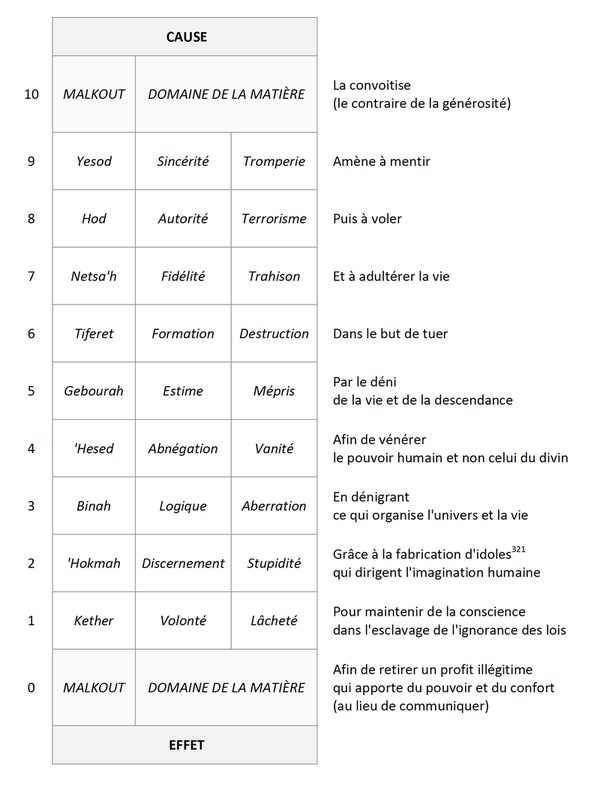 CAUSE
10 MALKOUT DOMAINE DE LA MATIÈRE La convoitise
(le contraire de la générosité)
9 Yesod Sincérité Tromperie Amène à mentir
8 Hod Autorité Terrorisme Puis à voler
7 Netsa'h Fidélité Trahison Et à adultérer la vie
6 Tiferet Formation Destruction Dans le but de tuer
5 Gebourah Estime Mépris Par le déni
de la vie et de la descendance
4 'Hesed Abnégation Vanité Afin de vénérer
le pouvoir humain et non celui du divin
3 Binah Logique Aberration En dénigrant
ce qui organise l'univers et la vie
2 'Hokmah Discernement Stupidité Grâce à la fabrication d'idoles321
qui dirigent l'imagination humaine
1 Kether Volonté Lâcheté Pour maintenir de la conscience
dans l'esclavage de l'ignorance des lois
0 MALKOUT DOMAINE DE LA MATIÈRE Afin de retirer un profit illégitime
qui apporte du pouvoir et du confort
(au lieu de communiquer)
EFFET